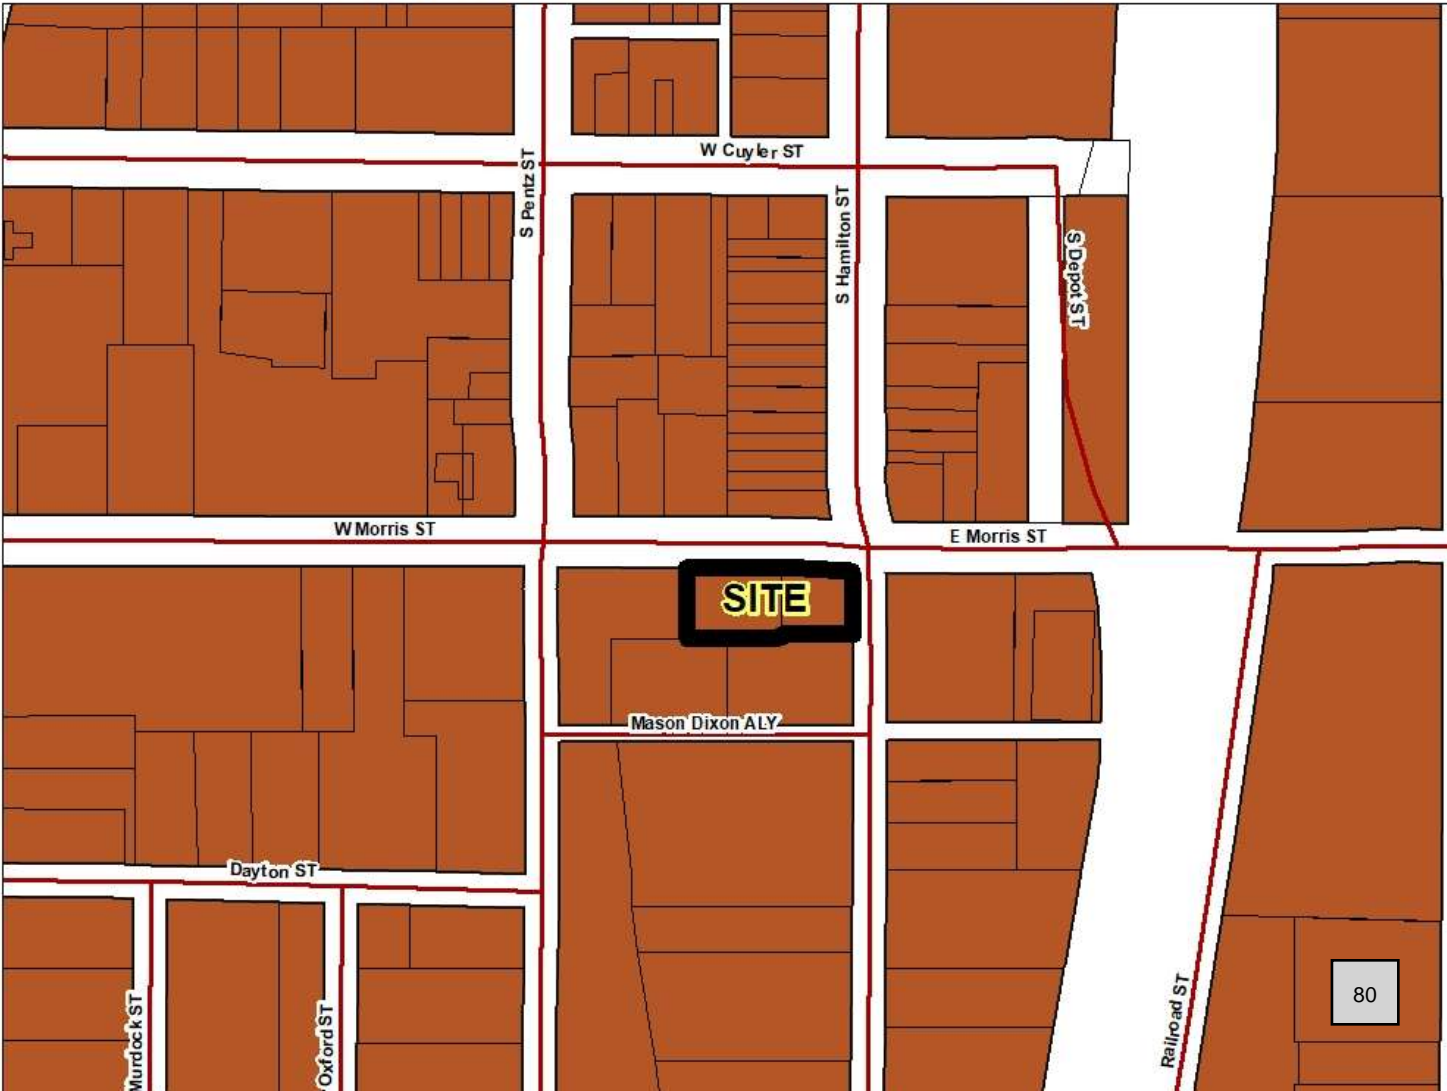 W Cuyler ST
S Pentz ST
S Hamilton ST
S Depot ST
W Morris ST
E Morris ST
SITE
Mason Dixon ALY
Dayton ST
Murdock ST
Oxford ST
Railroad ST
80